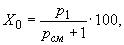 X₀ = p₁ / (p_см + 1) · 100,